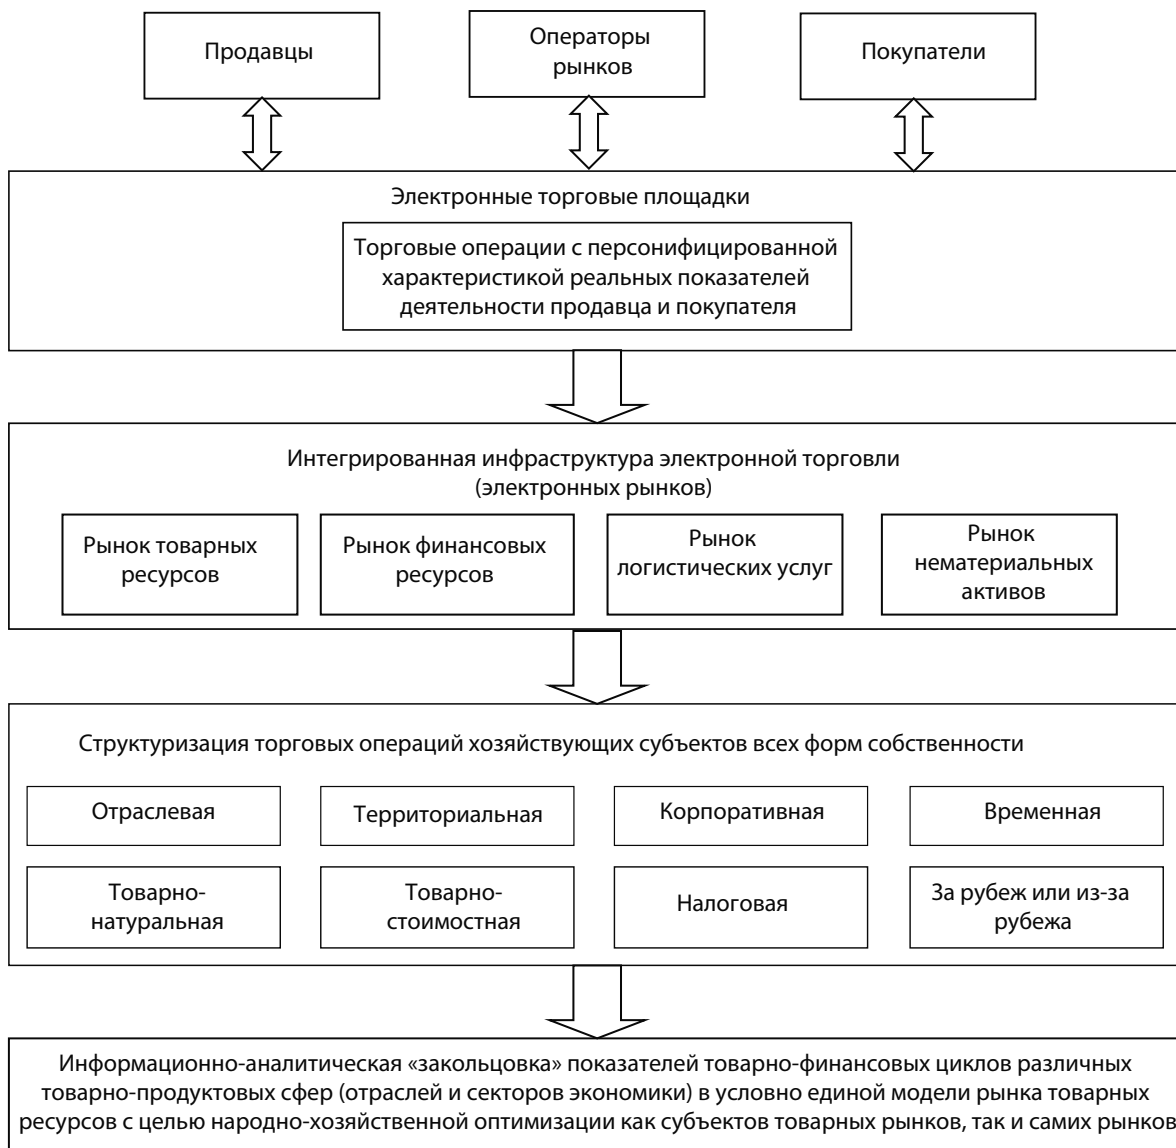 Продавцы
Операторы
рынков
Покупатели
Электронные торговые площадки
Торговые операции с персонифицированной
характеристикой реальных показателей
деятельности продавца и покупателя
Интегрированная инфраструктура электронной торговли
(электронных рынков)
Рынок товарных
ресурсов
Рынок финансовых
ресурсов
Рынок
логистических услуг
Рынок
нематериальных
активов
Структуризация торговых операций хозяйствующих субъектов всех форм собственности
Отраслевая
Территориальная
Корпоративная
Временная
Товарно-
натуральная
Товарно-
стоимостная
Налоговая
За рубеж или из-за
рубежа
Информационно-аналитическая «закольцовка» показателей товарно-финансовых циклов различных
товарно-продуктовых сфер (отраслей и секторов экономики) в условно единой модели рынка товарных
ресурсов с целью народно-хозяйственной оптимизации как субъектов товарных рынков, так и самих рынков